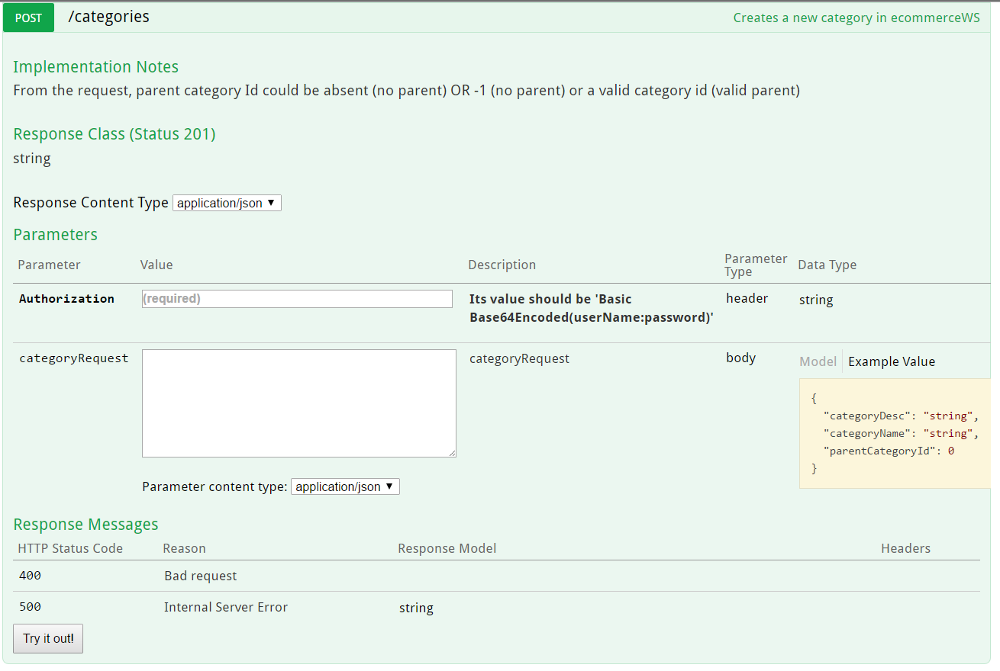 POST /categories Creates a new category in ecommerceWS
Implementation Notes
From the request, parent category Id could be absent (no parent) OR -1 (no parent) or a valid category id (valid parent)
Response Class (Status 201)
string
Response Content Type application/json ▼
Parameters
Parameter Value Description Parameter Type Data Type
Authorization (required) Its value should be 'Basic Base64Encoded(userName:password)' header string
categoryRequest categoryRequest body Model Example Value
{
"categoryDesc": "string",
"categoryName": "string",
"parentCategoryId": 0
}
Parameter content type: application/json ▼
Response Messages
HTTP Status Code Reason Response Model Headers
400 Bad request
500 Internal Server Error string
Try it out!